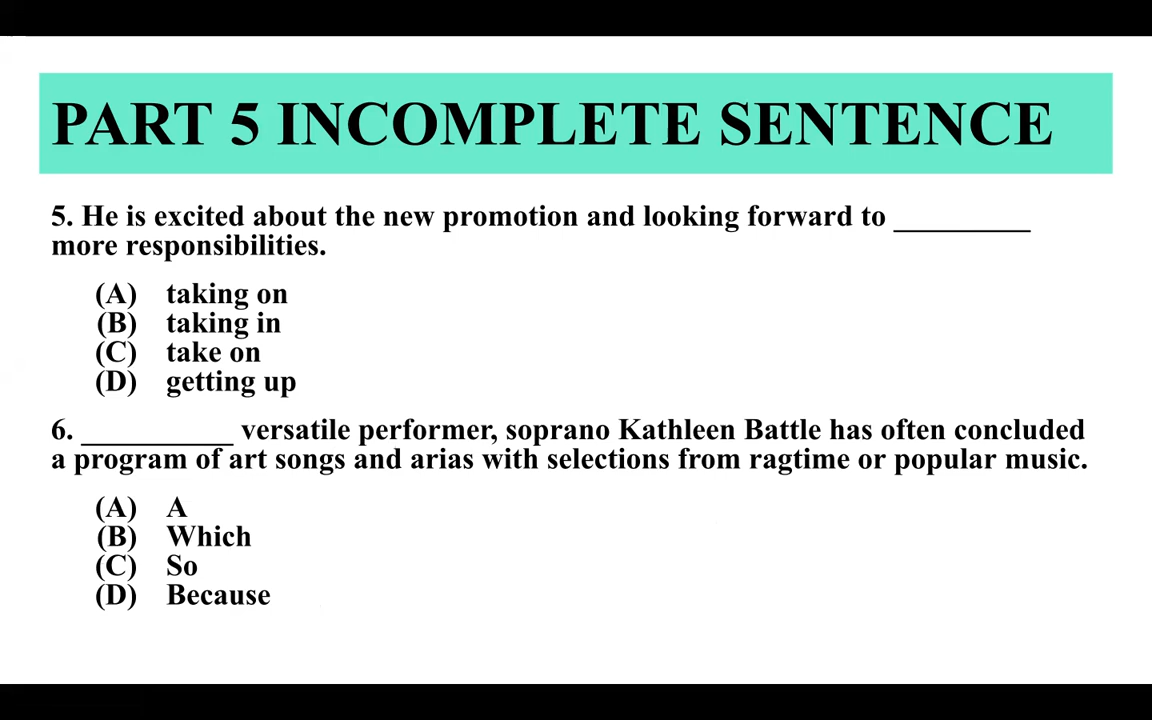 PART 5 INCOMPLETE SENTENCE
5. He is excited about the new promotion and looking forward to _________
more responsibilities.
(A) taking on
(B) taking in
(C) take on
(D) getting up
6. __________ versatile performer, soprano Kathleen Battle has often concluded
a program of art songs and arias with selections from ragtime or popular music.
(A) A
(B) Which
(C) So
(D) Because